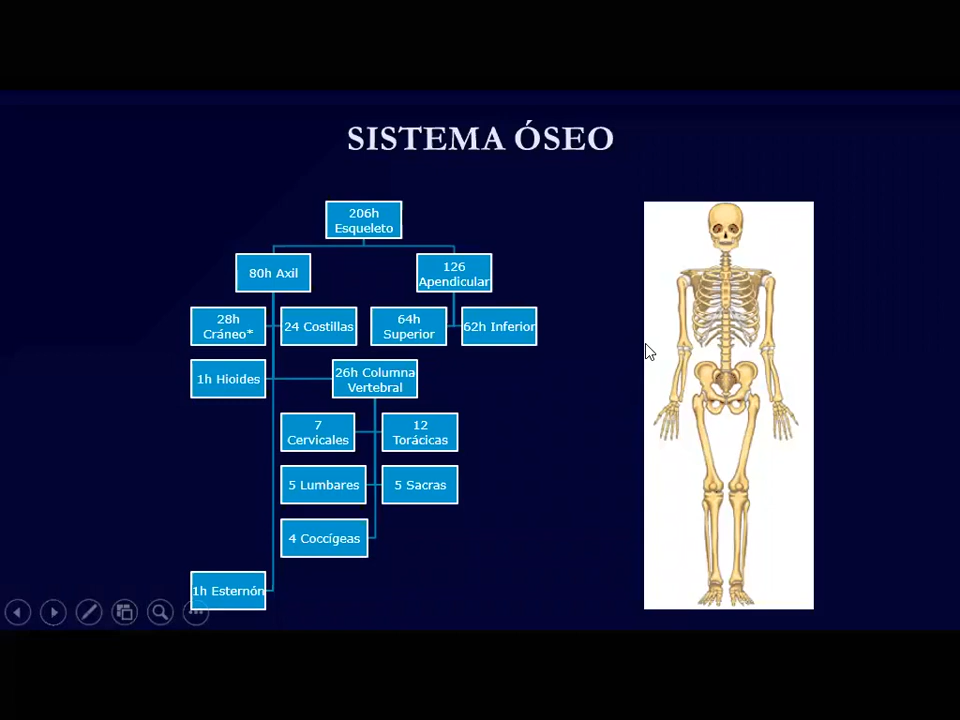 SISTEMA ÓSEO
206h
Esqueleto
80h Axil
126
Apendicular
28h
Cráneo*
24 Costillas
64h
Superior
62h Inferior
1h Hioides
26h Columna
Vertebral
7
Cervicales
12
Torácicas
5 Lumbares
5 Sacras
4 Coccígeas
1h Esternón